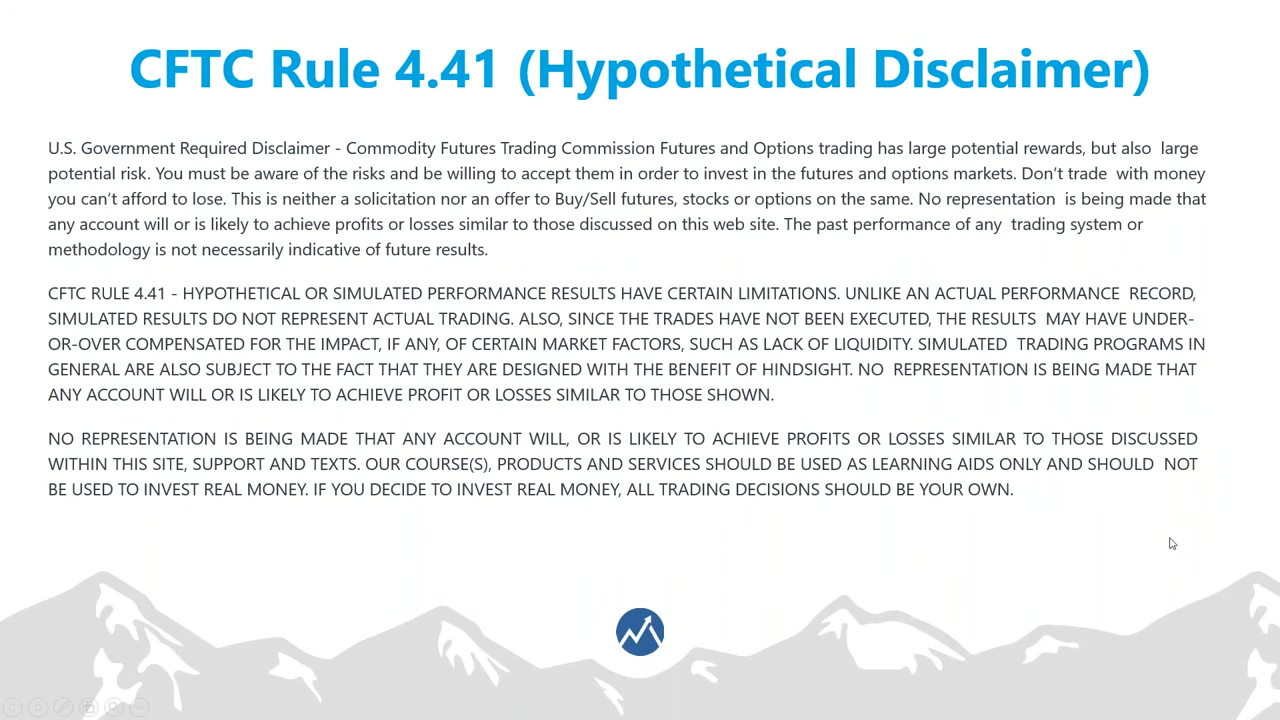 CFTC Rule 4.41 (Hypothetical Disclaimer)
U.S. Government Required Disclaimer - Commodity Futures Trading Commission Futures and Options trading has large potential rewards, but also large
potential risk. You must be aware of the risks and be willing to accept them in order to invest in the futures and options markets. Don’t trade with money
you can’t afford to lose. This is neither a solicitation nor an offer to Buy/Sell futures, stocks or options on the same. No representation is being made that
any account will or is likely to achieve profits or losses similar to those discussed on this web site. The past performance of any trading system or
methodology is not necessarily indicative of future results.
CFTC RULE 4.41 - HYPOTHETICAL OR SIMULATED PERFORMANCE RESULTS HAVE CERTAIN LIMITATIONS. UNLIKE AN ACTUAL PERFORMANCE RECORD,
SIMULATED RESULTS DO NOT REPRESENT ACTUAL TRADING. ALSO, SINCE THE TRADES HAVE NOT BEEN EXECUTED, THE RESULTS MAY HAVE UNDER-
OR-OVER COMPENSATED FOR THE IMPACT, IF ANY, OF CERTAIN MARKET FACTORS, SUCH AS LACK OF LIQUIDITY. SIMULATED TRADING PROGRAMS IN
GENERAL ARE ALSO SUBJECT TO THE FACT THAT THEY ARE DESIGNED WITH THE BENEFIT OF HINDSIGHT. NO REPRESENTATION IS BEING MADE THAT
ANY ACCOUNT WILL OR IS LIKELY TO ACHIEVE PROFIT OR LOSSES SIMILAR TO THOSE SHOWN.
NO REPRESENTATION IS BEING MADE THAT ANY ACCOUNT WILL, OR IS LIKELY TO ACHIEVE PROFITS OR LOSSES SIMILAR TO THOSE DISCUSSED
WITHIN THIS SITE, SUPPORT AND TEXTS. OUR COURSE(S), PRODUCTS AND SERVICES SHOULD BE USED AS LEARNING AIDS ONLY AND SHOULD NOT
BE USED TO INVEST REAL MONEY. IF YOU DECIDE TO INVEST REAL MONEY, ALL TRADING DECISIONS SHOULD BE YOUR OWN.